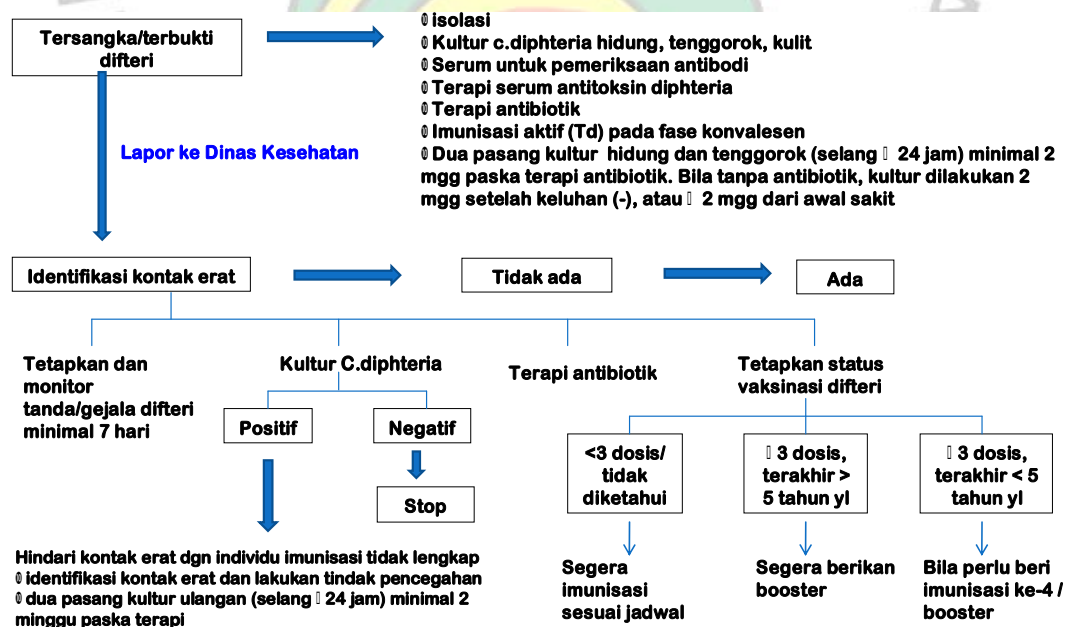 Tersangka/terbukti
difteri
isolasi
Kultur c.diphteria hidung, tenggorok, kulit
Serum untuk pemeriksaan antibodi
Terapi serum antitoksin diphteria
Terapi antibiotik
Imunisasi aktif (Td) pada fase konvalesen
Dua pasang kultur hidung dan tenggorok (selang 24 jam) minimal 2
mgg paska terapi antibiotik. Bila tanpa antibiotik, kultur dilakukan 2
mgg setelah keluhan (-), atau 2 mgg dari awal sakit
Lapor ke Dinas Kesehatan
Identifikasi kontak erat
Tidak ada
Ada
Tetapkan dan
monitor
tanda/gejala difteri
minimal 7 hari
Kultur C.diphteria
Positif
Negatif
Stop
Hindari kontak erat dgn individu imunisasi tidak lengkap
identifikasi kontak erat dan lakukan tindak pencegahan
dua pasang kultur ulangan (selang 24 jam) minimal 2
minggu paska terapi
Terapi antibiotik
Tetapkan status
vaksinasi difteri
<3 dosis/
tidak
diketahui
Segera
imunisasi
sesuai jadwal
3 dosis,
terakhir >
5 tahun yl
Segera berikan
booster
3 dosis,
terakhir < 5
tahun yl
Bila perlu beri
imunisasi ke-4 /
booster